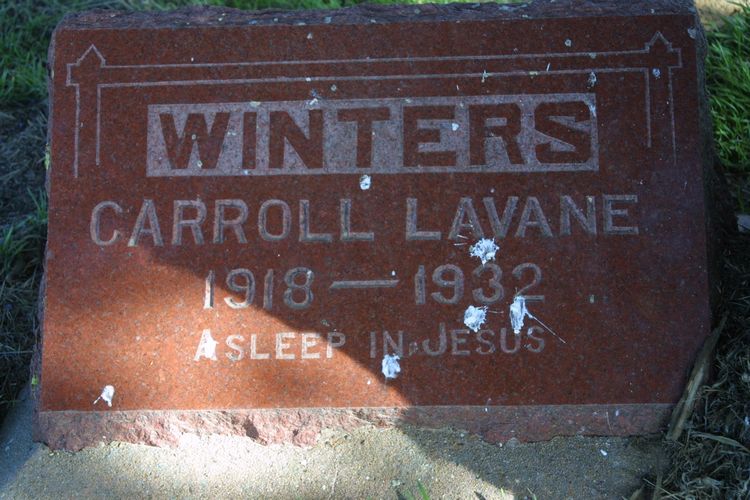 WINTERS
CARROLL LAVANE
1918 — 1932
ASLEEP IN JESUS